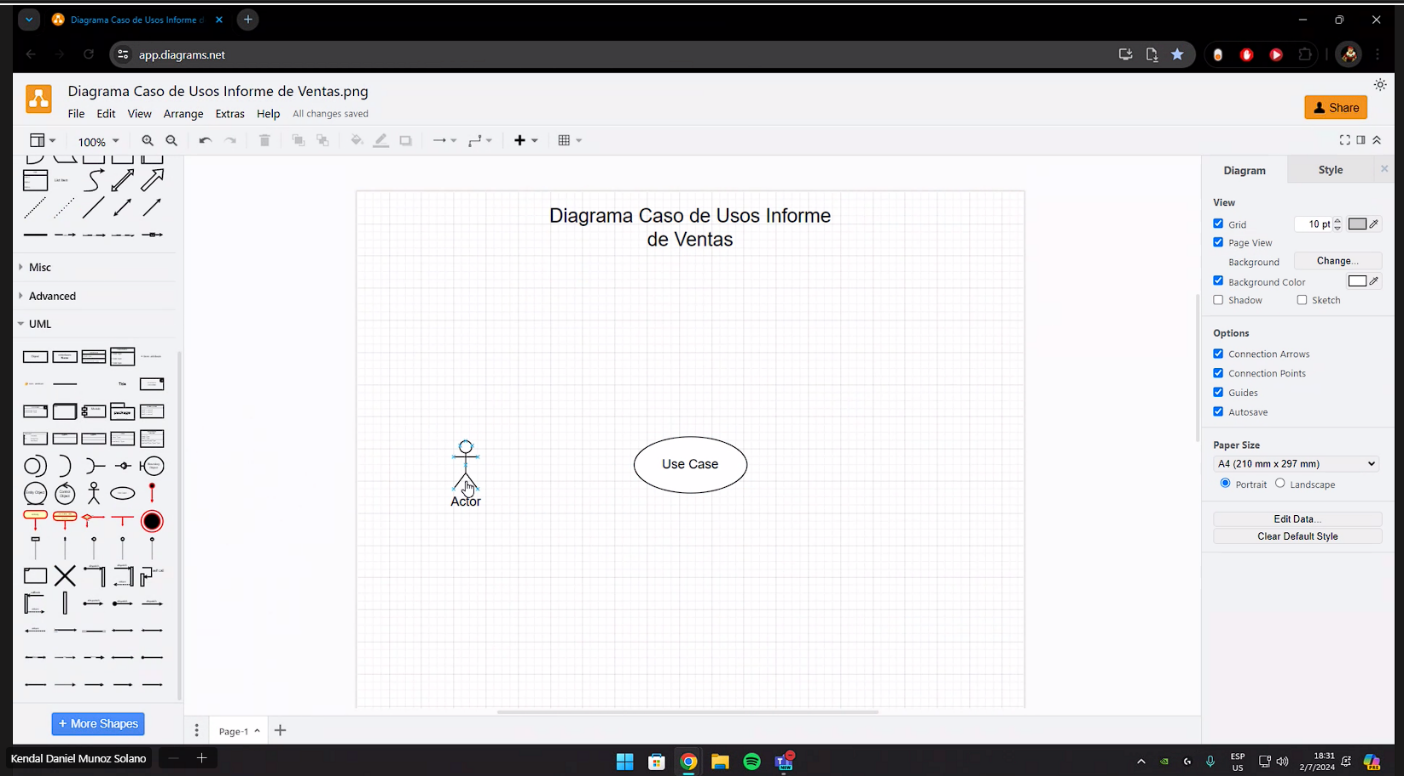 Diagrama Caso de Usos Informe d
app.diagrams.net
Diagrama Caso de Usos Informe de Ventas.png
File Edit View Arrange Extras Help All changes saved
Share
100%
Diagram Style
Diagrama Caso de Usos Informe
de Ventas
View
Grid 10 pt
Page View
Background Change...
Background Color
Shadow Sketch
Misc
Advanced
UML
Options
Connection Arrows
Connection Points
Guides
Autosave
Title
package
Use Case
Actor
Paper Size
A4 (210 mm x 297 mm)
Portrait Landscape
Edit Data...
Clear Default Style
+ More Shapes
Page-1
Kendal Daniel Munoz Solano
ESP
US
18:31
2/7/2024